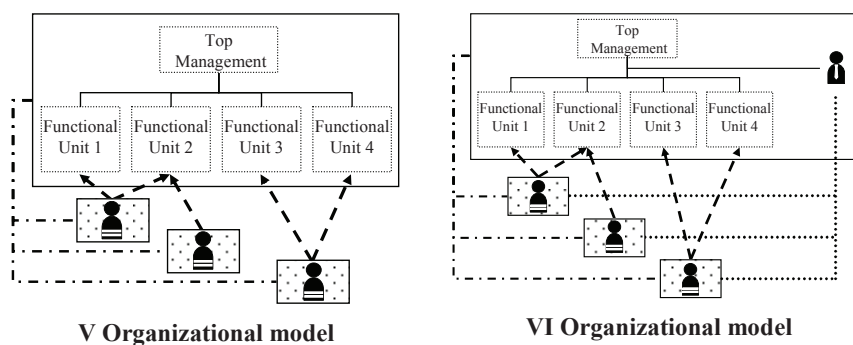 Top
Management
Functional
Unit 1
Functional
Unit 2
Functional
Unit 3
Functional
Unit 4
V Organizational model
Top
Management
Functional
Unit 1
Functional
Unit 2
Functional
Unit 3
Functional
Unit 4
VI Organizational model